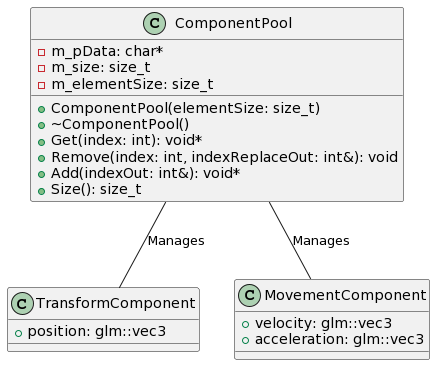 C ComponentPool
m_pData: char*
m_size: size_t
m_elementSize: size_t
ComponentPool(elementSize: size_t)
~ComponentPool()
Get(index: int): void*
Remove(index: int, indexReplaceOut: int&): void
Add(indexOut: int&): void*
Size(): size_t
Manages
Manages
C TransformComponent
position: glm::vec3
C MovementComponent
velocity: glm::vec3
acceleration: glm::vec3